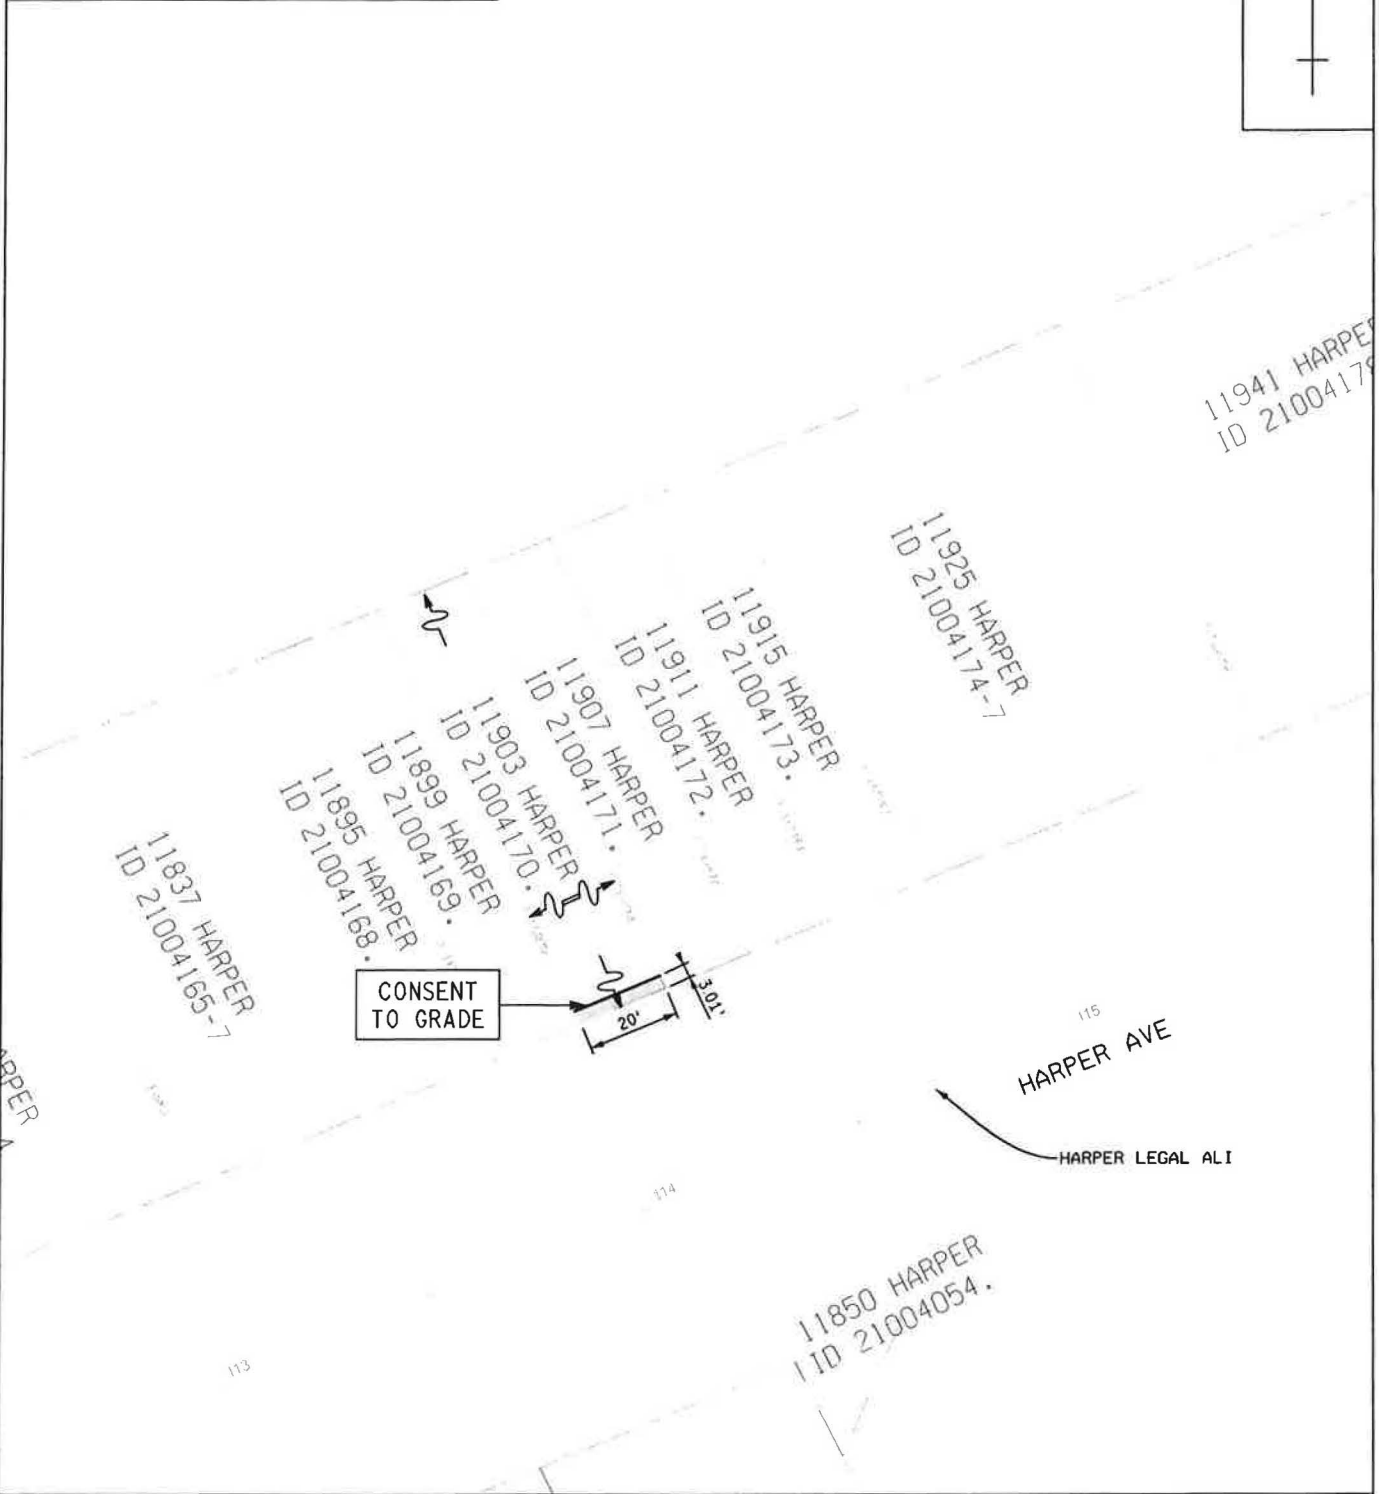 11941 HARPE
ID 2100417
11925 HARPER
ID 21004174-7
11915 HARPER
ID 21004173.
11911 HARPER
ID 21004172.
11907 HARPER
ID 21004171.
11903 HARPER
ID 21004170.
11899 HARPER
ID 21004169.
11895 HARPER
ID 21004168.
11837 HARPER
ID 21004165-7
CONSENT
TO GRADE
20'
3.01'
115
HARPER AVE
HARPER LEGAL ALI
ARPER
114
11850 HARPER
ID 21004054.
113